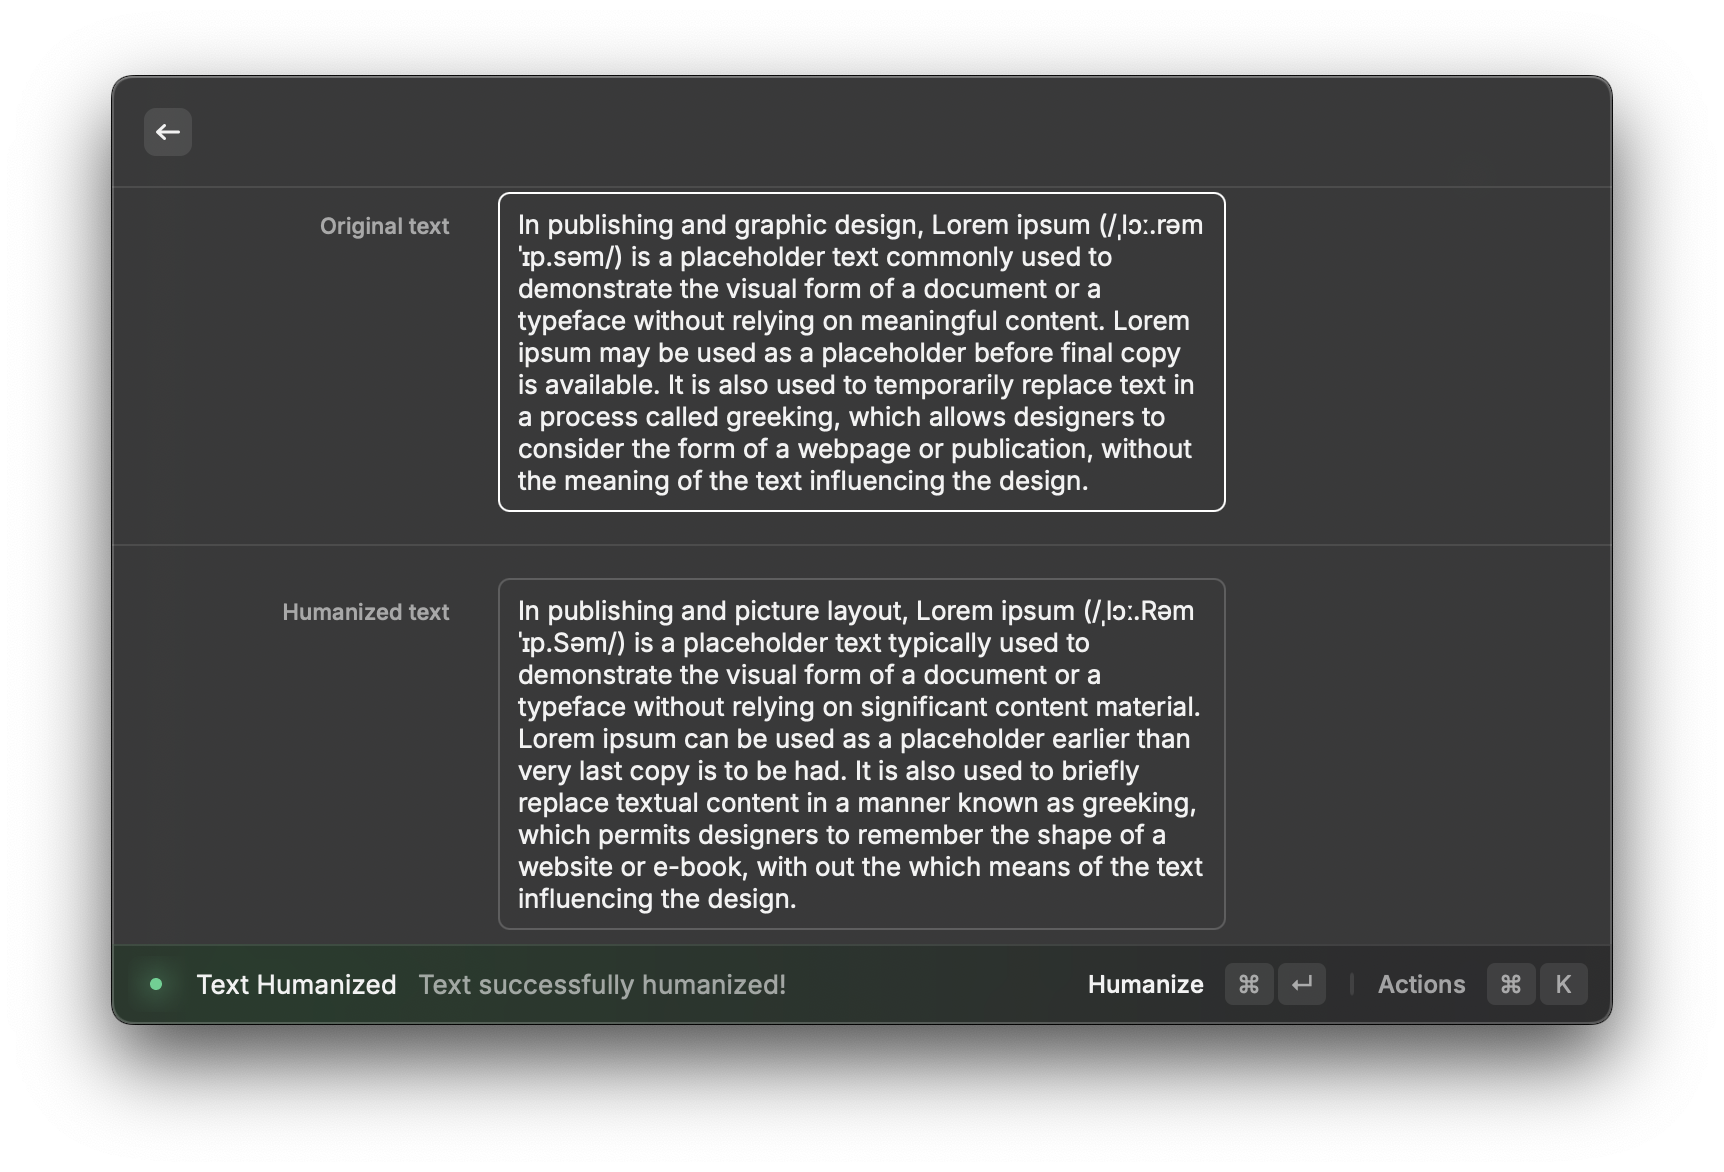 Original text
In publishing and graphic design, Lorem ipsum (/ˌlɔː.rəm
ˈɪp.səm/) is a placeholder text commonly used to
demonstrate the visual form of a document or a
typeface without relying on meaningful content. Lorem
ipsum may be used as a placeholder before final copy
is available. It is also used to temporarily replace text in
a process called greeking, which allows designers to
consider the form of a webpage or publication, without
the meaning of the text influencing the design.
Humanized text
In publishing and picture layout, Lorem ipsum (/ˌlɔː.Rəm
ˈɪp.Səm/) is a placeholder text typically used to
demonstrate the visual form of a document or a
typeface without relying on significant content material.
Lorem ipsum can be used as a placeholder earlier than
very last copy is to be had. It is also used to briefly
replace textual content in a manner known as greeking,
which permits designers to remember the shape of a
website or e-book, with out the which means of the text
influencing the design.
Text Humanized Text successfully humanized! Humanize ⌘ ↵ Actions ⌘ K